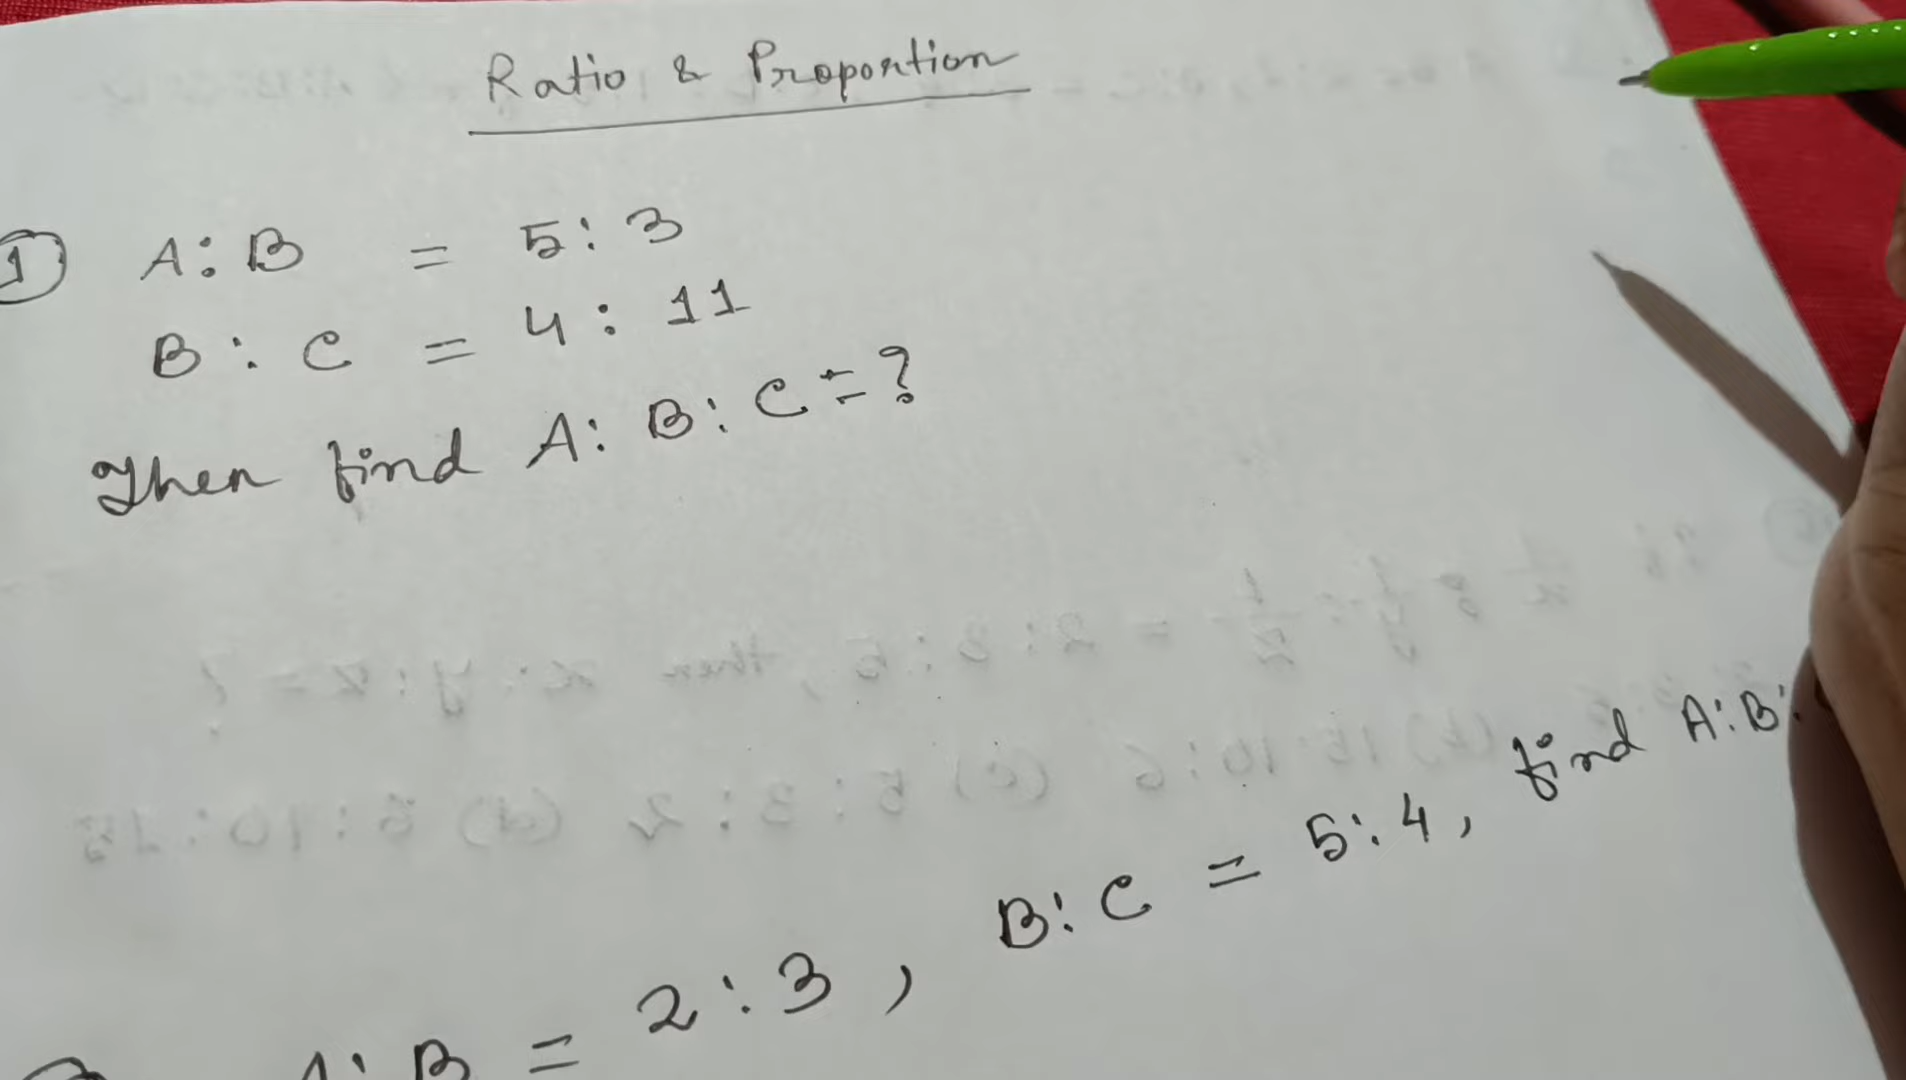 Ratio & Proportion
1 A:B = 5:3
B:C = 4:11
Then find A:B:C=?
A:B = 2:3, B:C = 5:4, find A:B: